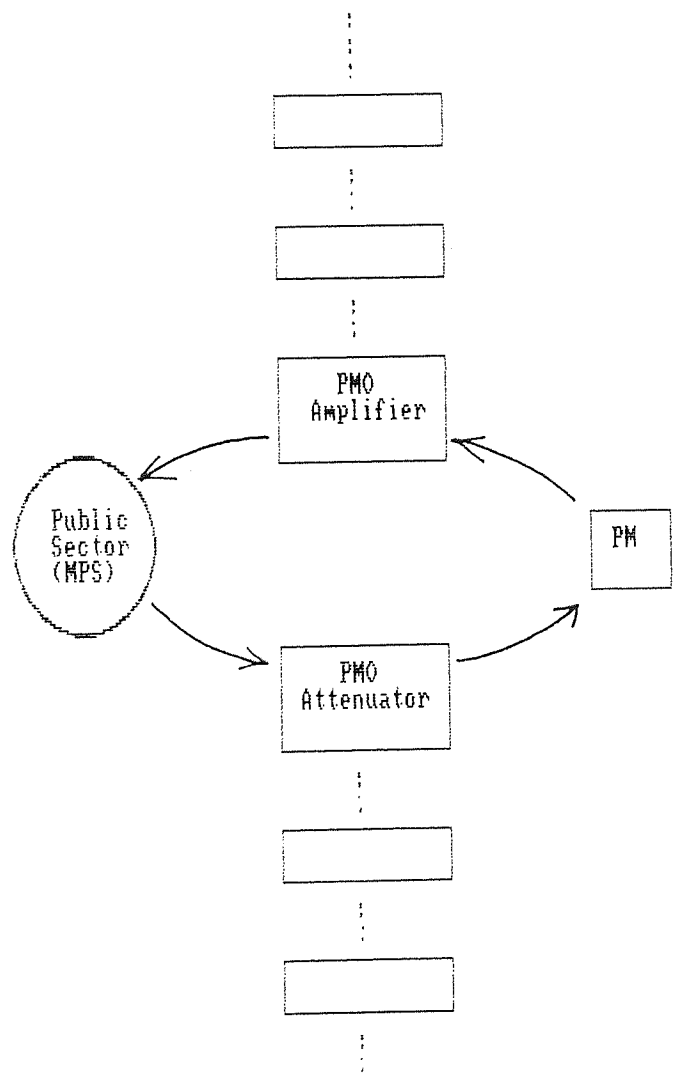 PMO
Amplifier
Public
Sector
(MPS)
PM
PMO
Attenuator